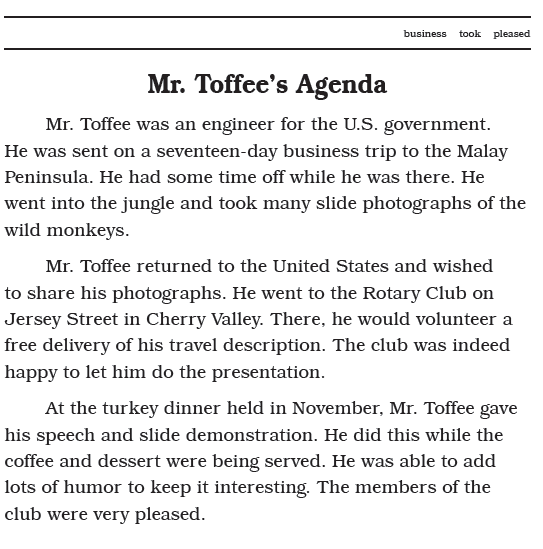 business took pleased
Mr. Toffee's Agenda
Mr. Toffee was an engineer for the U.S. government.
He was sent on a seventeen-day business trip to the Malay
Peninsula. He had some time off while he was there. He
went into the jungle and took many slide photographs of the
wild monkeys.
Mr. Toffee returned to the United States and wished
to share his photographs. He went to the Rotary Club on
Jersey Street in Cherry Valley. There, he would volunteer a
free delivery of his travel description. The club was indeed
happy to let him do the presentation.
At the turkey dinner held in November, Mr. Toffee gave
his speech and slide demonstration. He did this while the
coffee and dessert were being served. He was able to add
lots of humor to keep it interesting. The members of the
club were very pleased.